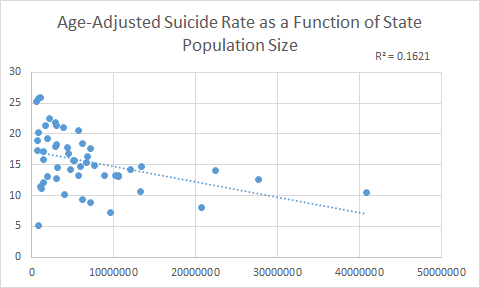 Age-Adjusted Suicide Rate as a Function of State
Population Size
R² = 0.1621
30
25
20
15
10
5
0
0 10000000 20000000 30000000 40000000 50000000